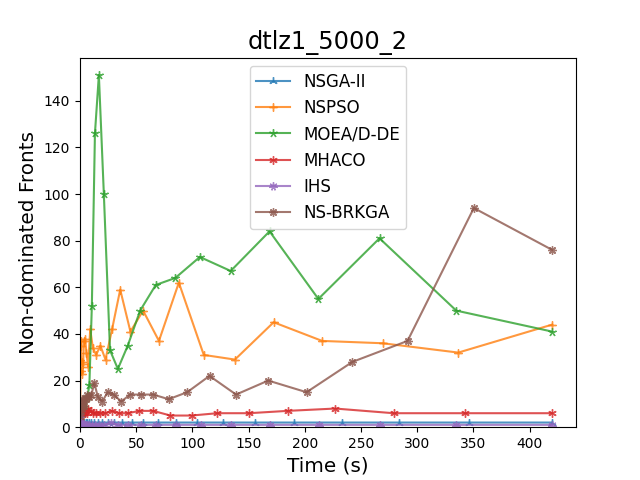 dtlz1_5000_2
Non-dominated Fronts
140
120
100
80
60
40
20
0
NSGA-II
NSPSO
MOEA/D-DE
MHACO
IHS
NS-BRKGA
0 50 100 150 200 250 300 350 400
Time (s)